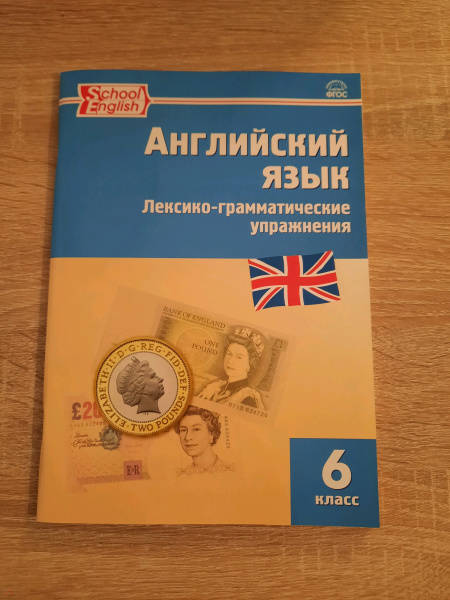 School
English
ФГОС
Английский
язык
Лексико-грамматические
упражнения
BANK OF ENGLAND
ONE
POUND
ELIZABETH·II·D·G·REG·FID·DEF
TWO POUNDS
£20
E·R
6
класс